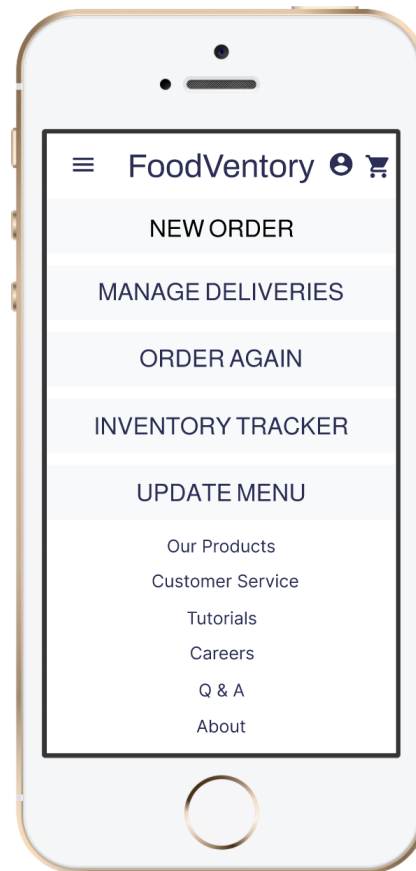 FoodVentory
NEW ORDER
MANAGE DELIVERIES
ORDER AGAIN
INVENTORY TRACKER
UPDATE MENU
Our Products
Customer Service
Tutorials
Careers
Q & A
About